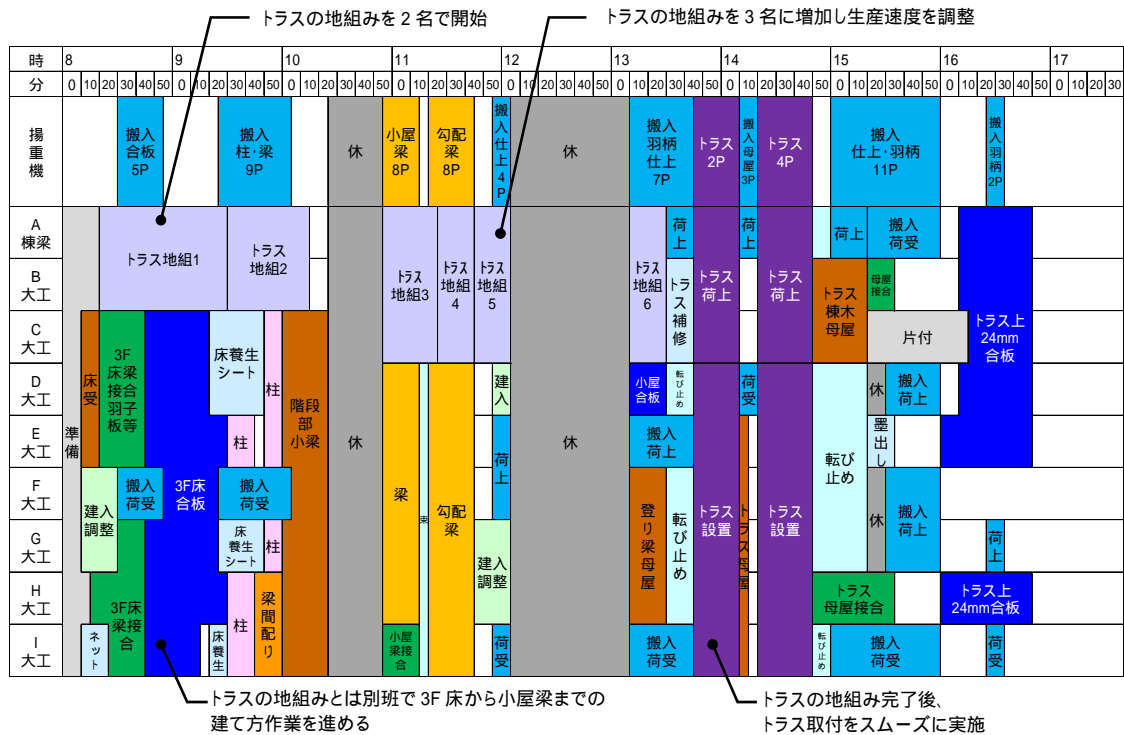 トラスの地組みを2名で開始
トラスの地組みを3名に増加し生産速度を調整
時 8 9 10 11 12 13 14 15 16 17
分 0 10 20 30 40 50 0 10 20 30 40 50 0 10 20 30 40 50 0 10 20 30 40 50 0 10 20 30 40 50 0 10 20 30 40 50 0 10 20 30 40 50 0 10 20 30 40 50 0 10 20 30 40 50 0 10 20 30
揚重機
搬入
合板
5P
搬入
柱・梁
9P
休
小屋
梁
8P
勾配
梁
8P
搬入仕上4P
休
搬入
羽柄
仕上
7P
トラス
2P
搬入母屋3P
トラス
4P
搬入
仕上・羽柄
11P
搬入羽柄2P
A
棟梁
B
大工
C
大工
D
大工
E
大工
F
大工
G
大工
H
大工
I
大工
準備
トラス地組1
トラス
地組2
トラス
地組3
トラス
地組
4
トラス
地組
5
トラス
地組
6
荷上
トラス補修
トラス
荷上
荷上
トラス
荷上
荷上
搬入
荷受
トラス
棟木
母屋
母屋
接合
片付
トラス上
24mm
合板
床受
3F
床梁
接合
羽子
板等
3F床
合板
床養生
シート
柱
階段
部
小梁
休
梁
束
勾配
梁
建入
荷上
休
小屋
合板
転び止め
搬入
荷上
荷受
転び
止め
休
搬入
荷上
墨出し
柱
建入
調整
搬入
荷受
搬入
荷受
床
養生
シート
柱
建入
調整
登り梁母屋
転び止め
トラス
設置
トラス母屋
トラス
設置
休
搬入
荷上
荷上
3F床
梁接
合
ネット
床養生
柱
梁間配り
小屋
梁接
合
荷受
搬入
荷受
トラス
母屋接合
転び止め
搬入
荷受
トラス上
24mm合板
荷受
トラスの地組みとは別班で3F床から小屋梁までの
建て方作業を進める
トラスの地組み完了後、
トラス取付をスムーズに実施